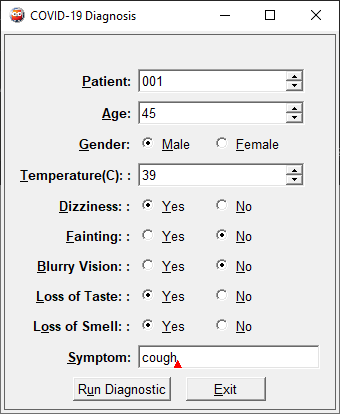 COVID-19 Diagnosis
Patient: 001
Age: 45
Gender: Male Female
Temperature(C): : 39
Dizziness: : Yes No
Fainting: : Yes No
Blurry Vision: : Yes No
Loss of Taste: : Yes No
Loss of Smell: : Yes No
Symptom: cough
Run Diagnostic Exit